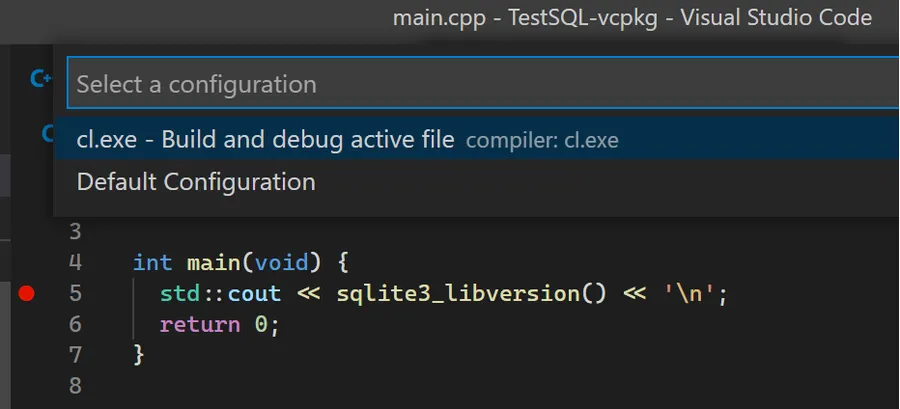 main.cpp - TestSQL-vcpkg - Visual Studio Code
Select a configuration
cl.exe - Build and debug active file compiler: cl.exe
Default Configuration
3
4 int main(void) {
5 std::cout << sqlite3_libversion() << '\n';
6 return 0;
7 }
8